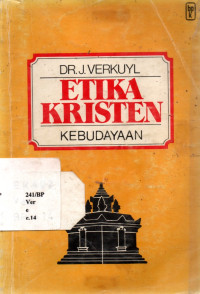 DR. J. VERKUYL
ETIKA
KRISTEN
KEBUDAYAAN
241/BP
Ver
e
c.14